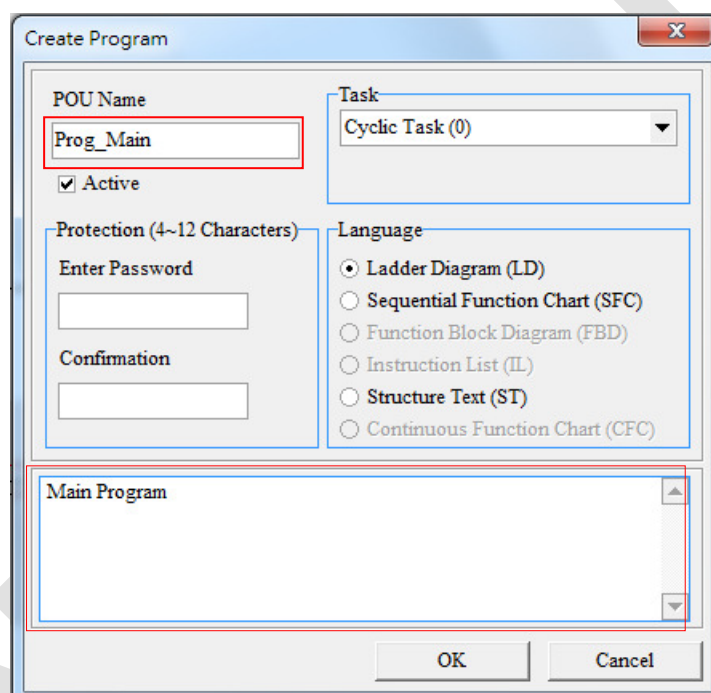 Create Program
POU Name
Prog_Main
Active
Task
Cyclic Task (0)
Protection (4~12 Characters)
Enter Password
Confirmation
Language
Ladder Diagram (LD)
Sequential Function Chart (SFC)
Function Block Diagram (FBD)
Instruction List (IL)
Structure Text (ST)
Continuous Function Chart (CFC)
Main Program
OK
Cancel